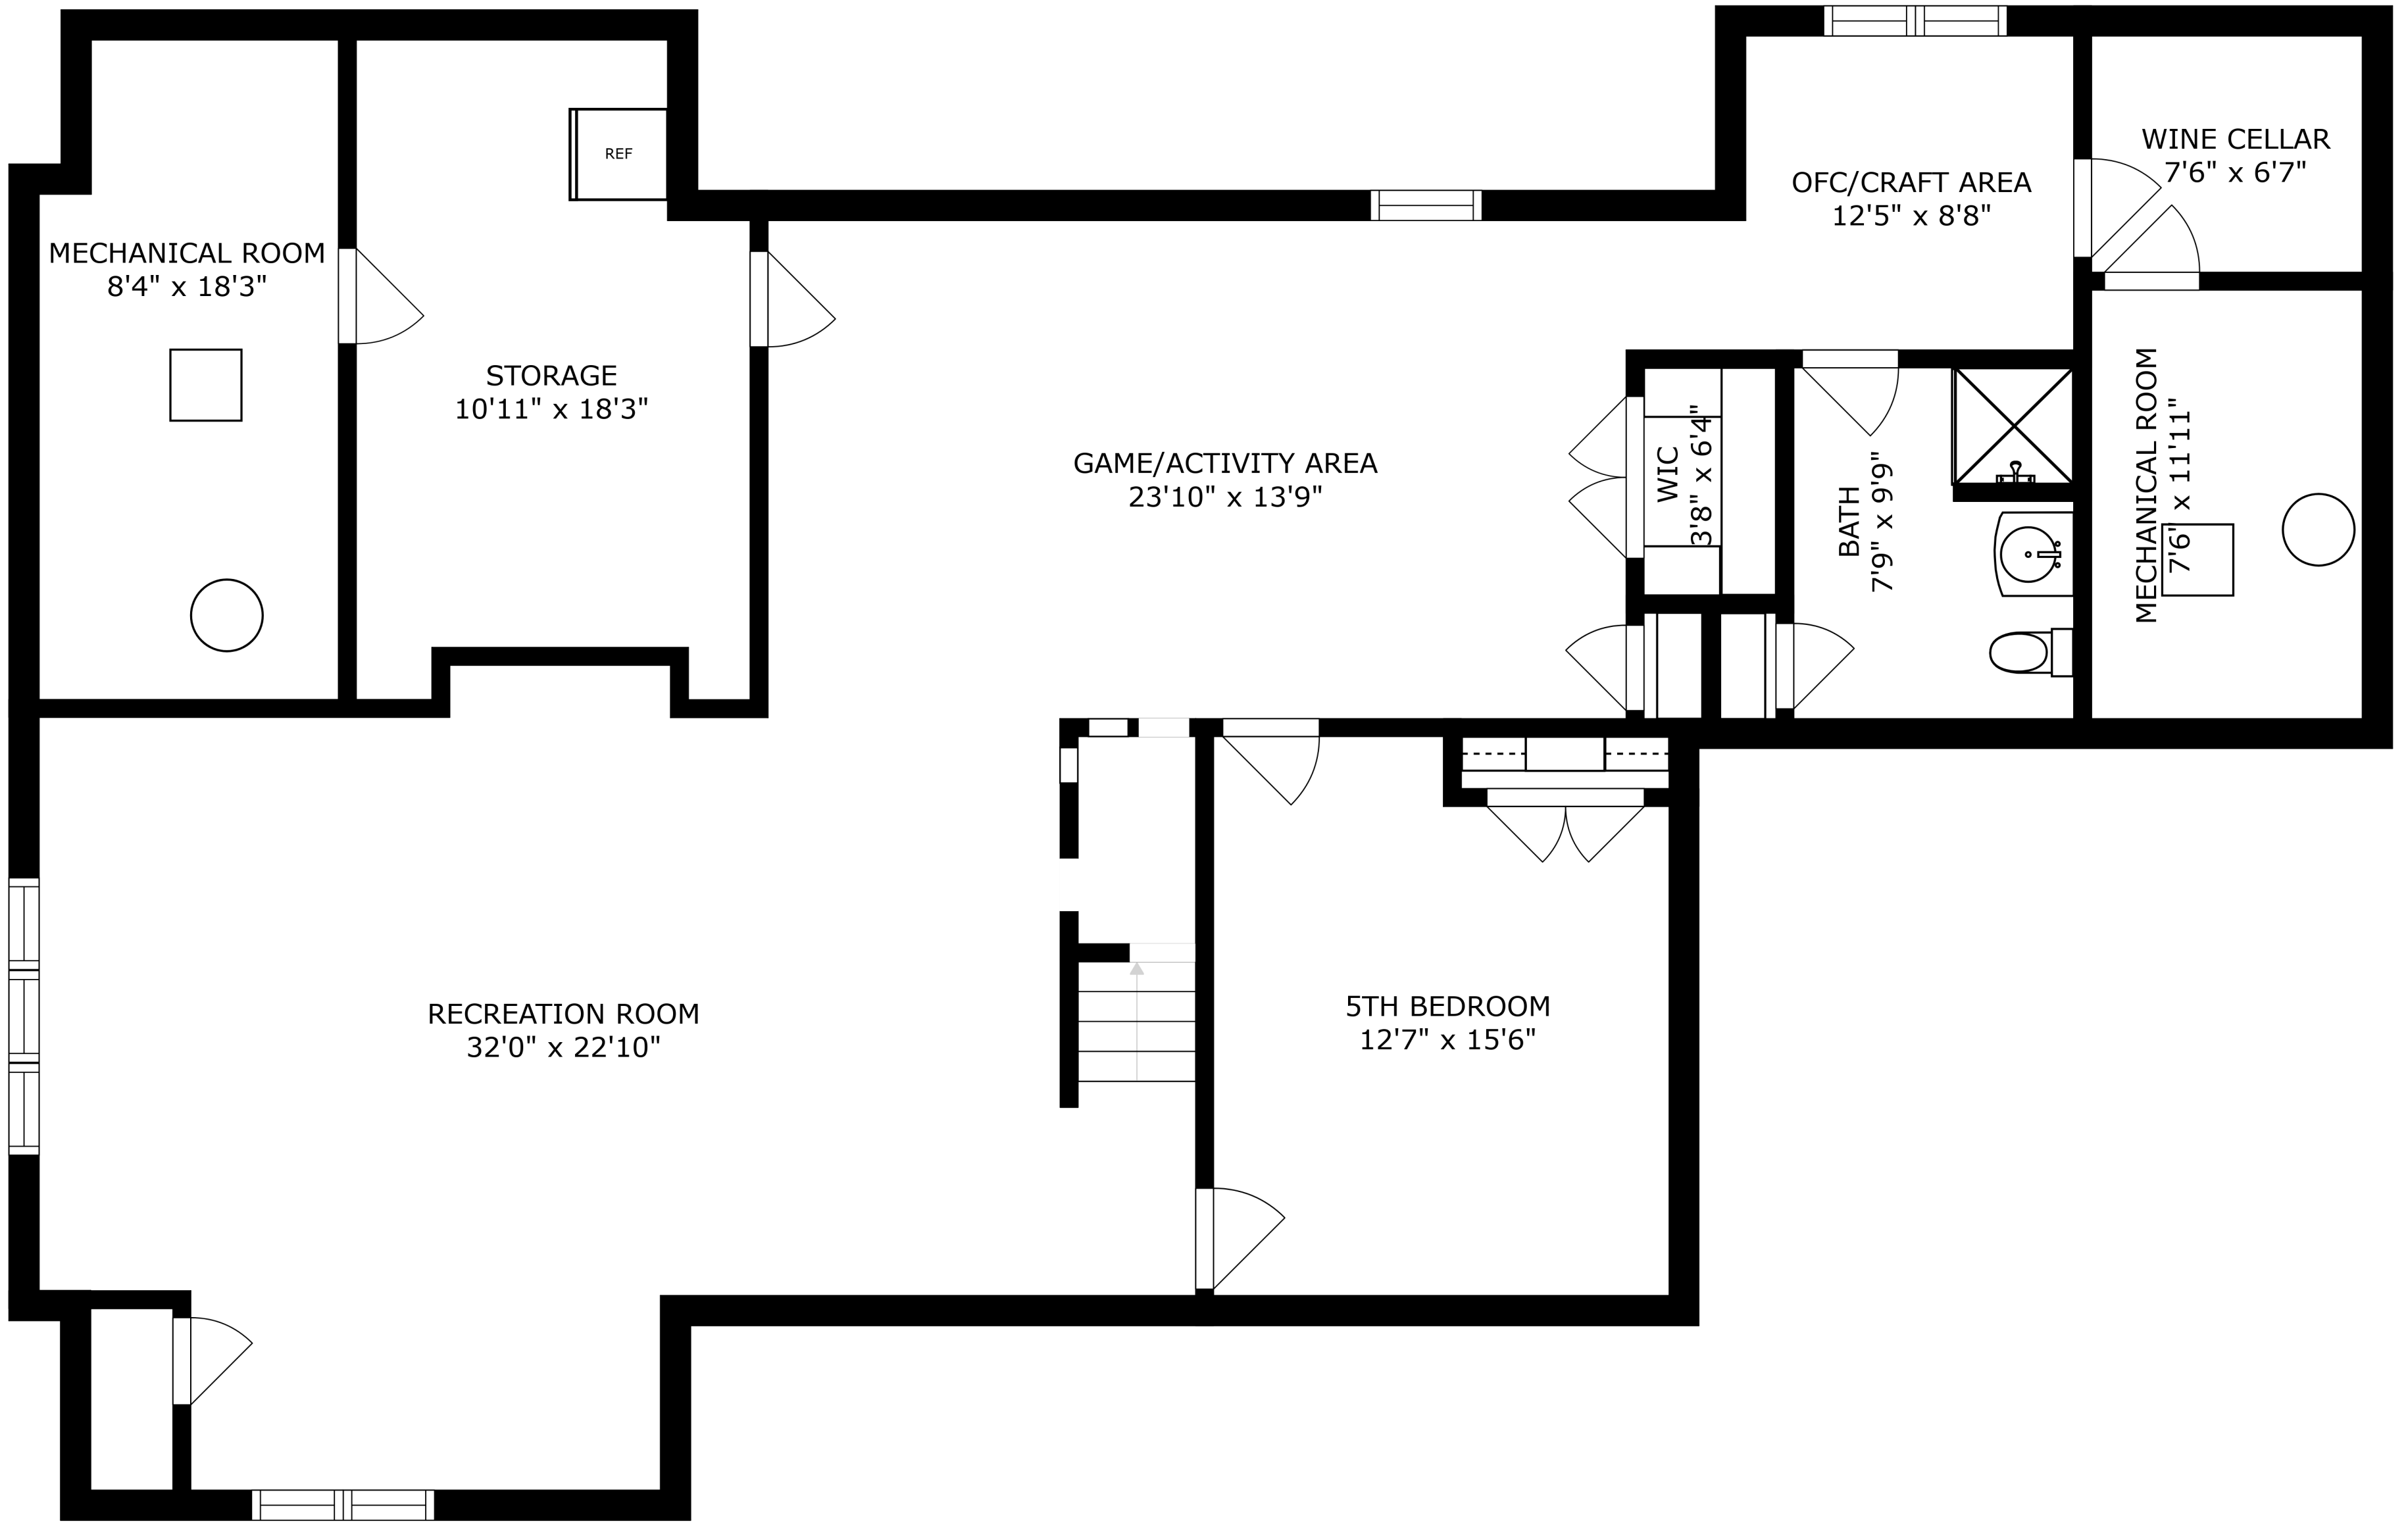 REF
WINE CELLAR
7'6" x 6'7"
OFC/CRAFT AREA
12'5" x 8'8"
MECHANICAL ROOM
8'4" x 18'3"
STORAGE
10'11" x 18'3"
GAME/ACTIVITY AREA
23'10" x 13'9"
WIC
3'8" x 6'4"
BATH
7'9" x 9'9"
MECHANICAL ROOM
7'6" x 11'11"
RECREATION ROOM
32'0" x 22'10"
5TH BEDROOM
12'7" x 15'6"